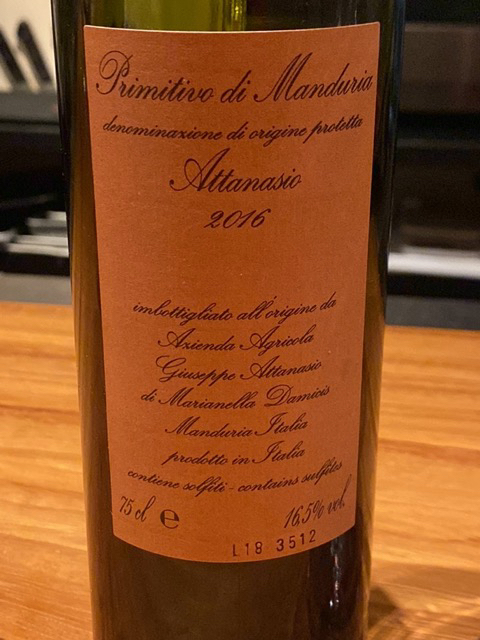 Primitivo di Manduria
denominazione di origine protetta
Attanasio
2016
imbottigliato all'origine da
Azienda Agricola
Giuseppe Attanasio
di Marianella Damicis
Manduria Italia
prodotto in Italia
contiene solfiti - contains sulfites
75 cl e 16,5% vol.
L18 3512